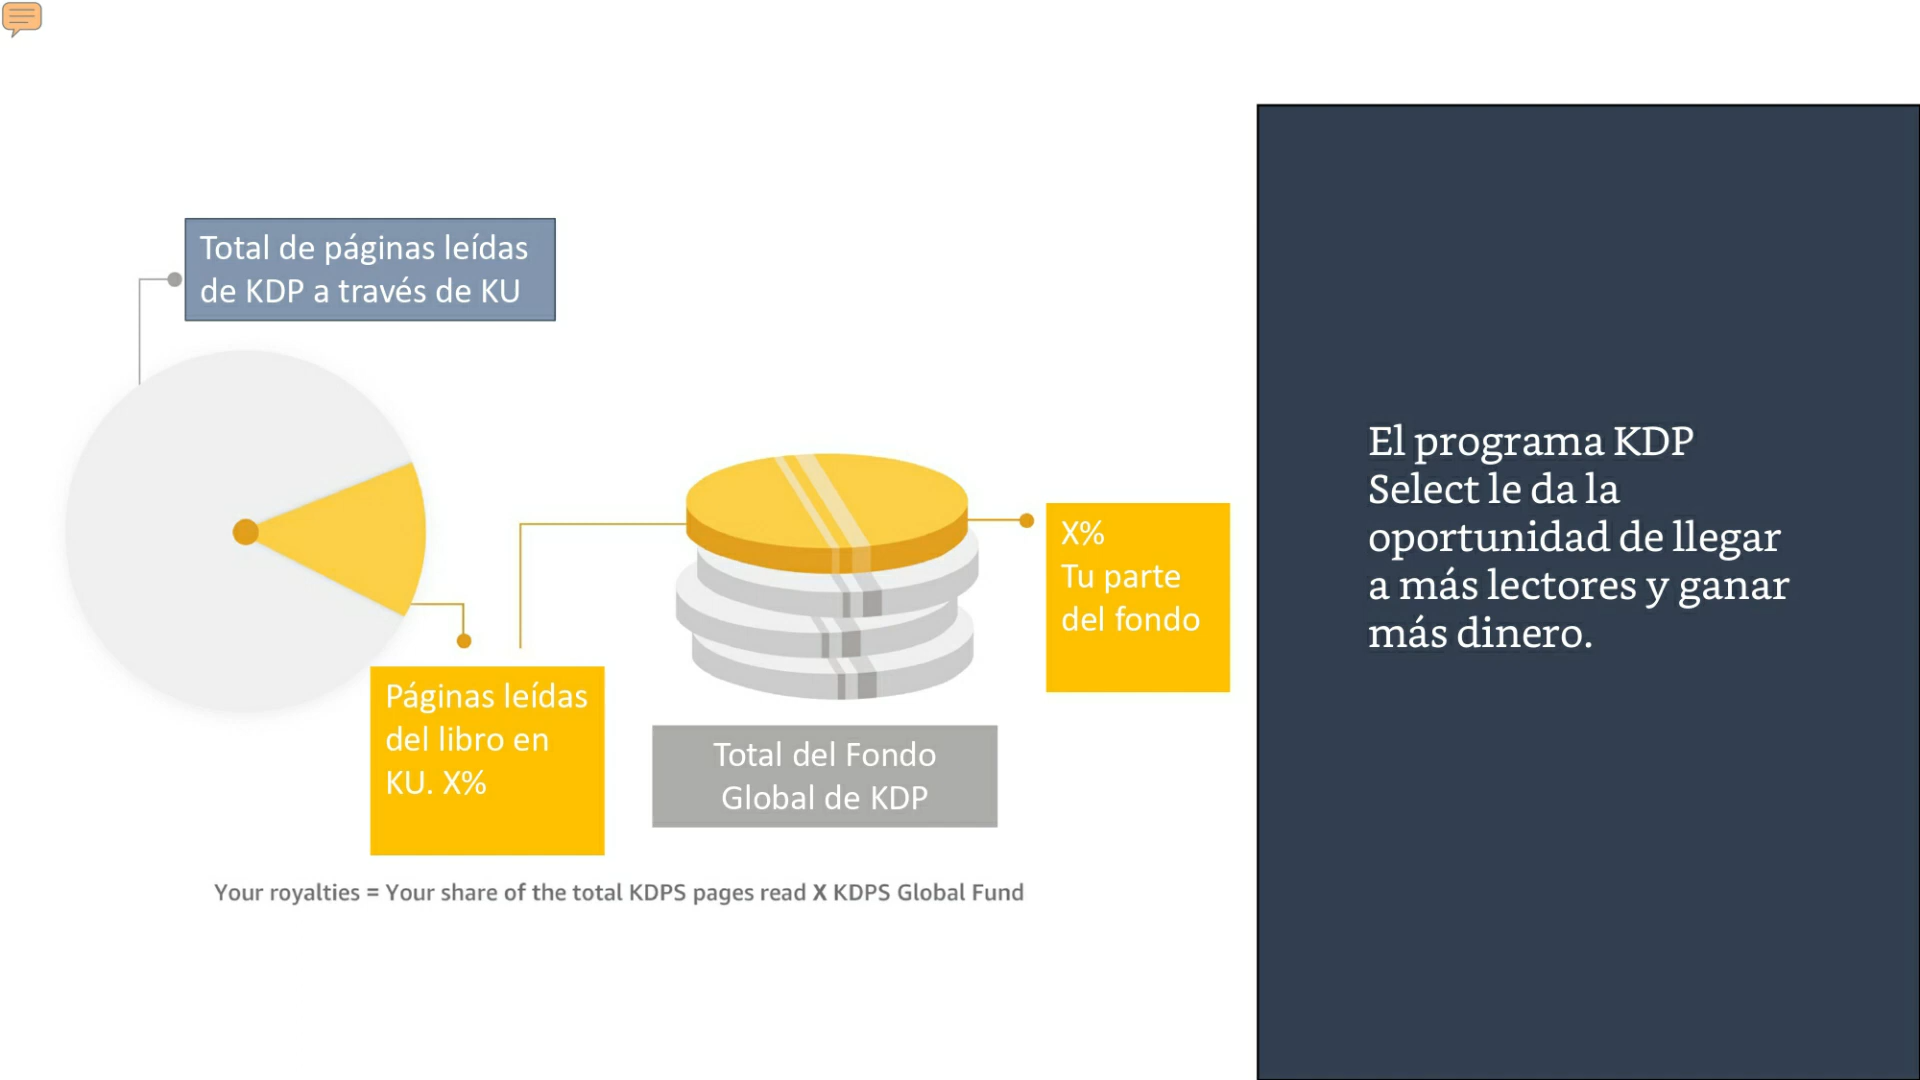 Total de páginas leídas
de KDP a través de KU
Páginas leídas
del libro en
KU. X%
X%
Tu parte
del fondo
Total del Fondo
Global de KDP
Your royalties = Your share of the total KDPS pages read X KDPS Global Fund
El programa KDP
Select le da la
oportunidad de llegar
a más lectores y ganar
más dinero.